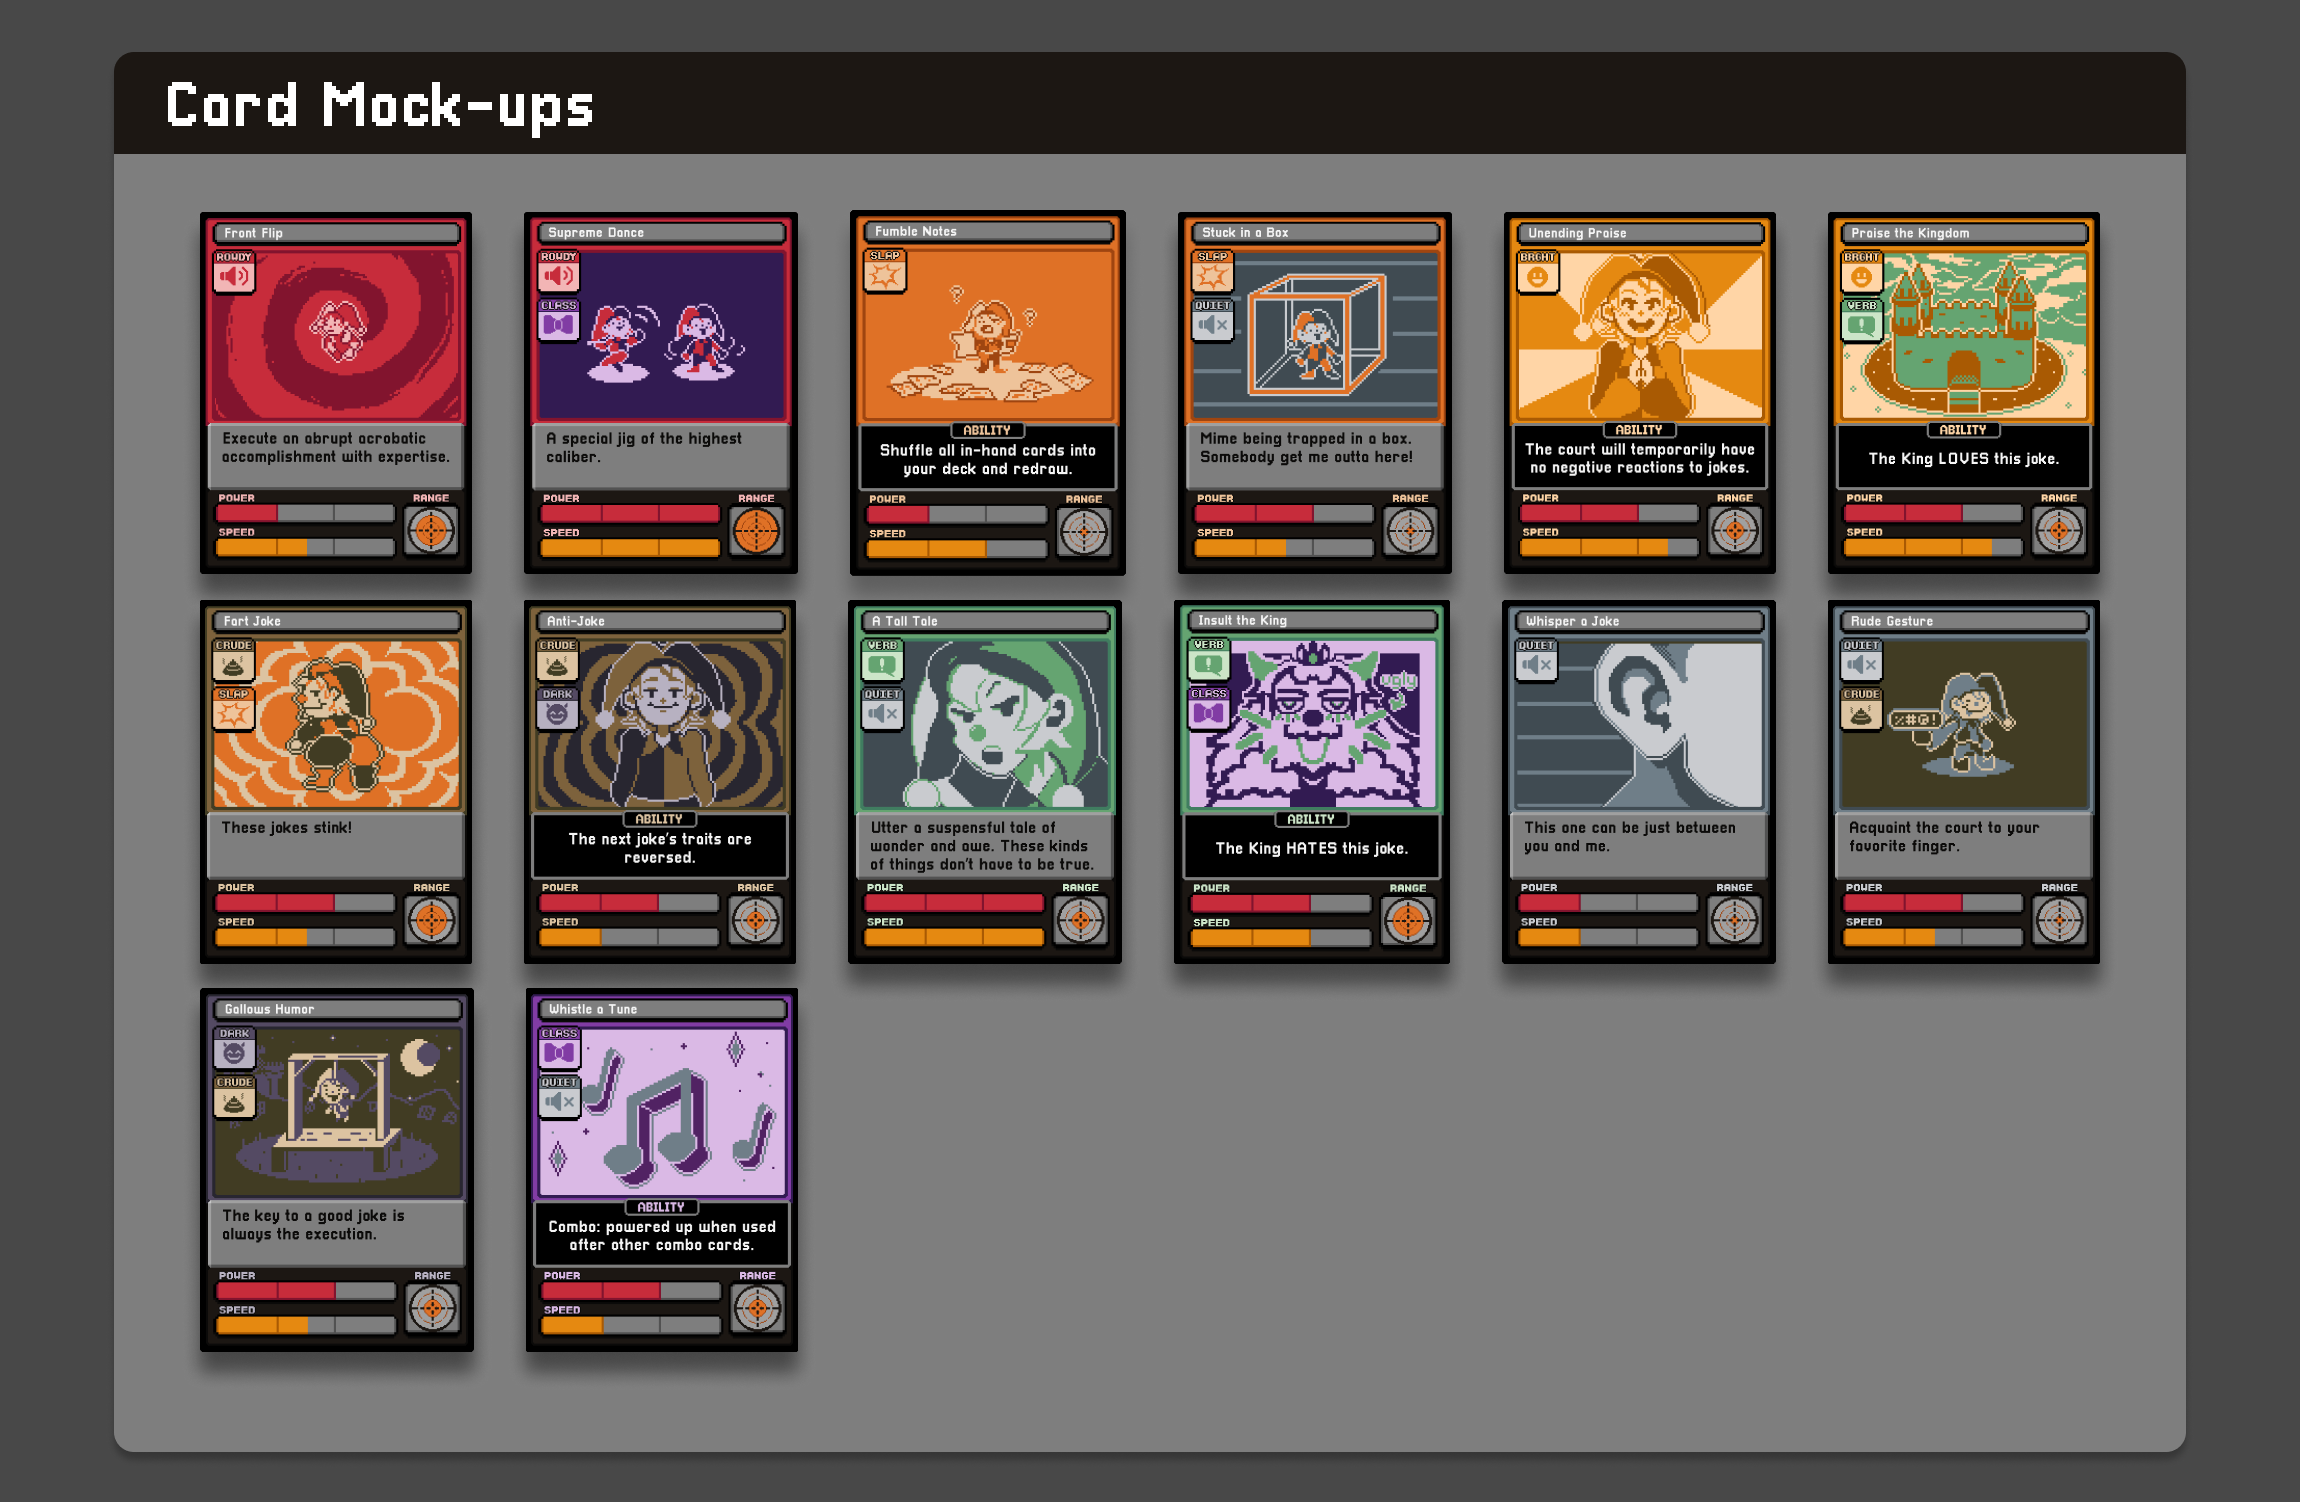 Card Mock-ups
Front Flip
ROWDY
Execute an abrupt acrobatic
accomplishment with expertise.
POWER
RANGE
SPEED
Supreme Dance
ROWDY
CLASS
A special jig of the highest
caliber.
POWER
RANGE
SPEED
Fumble Notes
SLAP
ABILITY
Shuffle all in-hand cards into
your deck and redraw.
POWER
RANGE
SPEED
Stuck in a Box
SLAP
QUIET
Mime being trapped in a box.
Somebody get me outta here!
POWER
RANGE
SPEED
Unending Praise
BRGHT
ABILITY
The court will temporarily have
no negative reactions to jokes.
POWER
RANGE
SPEED
Praise the Kingdom
BRGHT
VERB
ABILITY
The King LOVES this joke.
POWER
RANGE
SPEED
Fart Joke
CRUDE
SLAP
These jokes stink!
POWER
RANGE
SPEED
Anti-Joke
CRUDE
DARK
ABILITY
The next joke's traits are
reversed.
POWER
RANGE
SPEED
A Tall Tale
VERB
QUIET
Utter a suspensful tale of
wonder and awe. These kinds
of things don't have to be true.
POWER
RANGE
SPEED
Insult the King
VERB
CLASS
ugly
ABILITY
The King HATES this joke.
POWER
RANGE
SPEED
Whisper a Joke
QUIET
This one can be just between
you and me.
POWER
RANGE
SPEED
Rude Gesture
QUIET
CRUDE
%#@!
Acquaint the court to your
favorite finger.
POWER
RANGE
SPEED
Gallows Humor
DARK
CRUDE
The key to a good joke is
always the execution.
POWER
RANGE
SPEED
Whistle a Tune
CLASS
QUIET
ABILITY
Combo: powered up when used
after other combo cards.
POWER
RANGE
SPEED